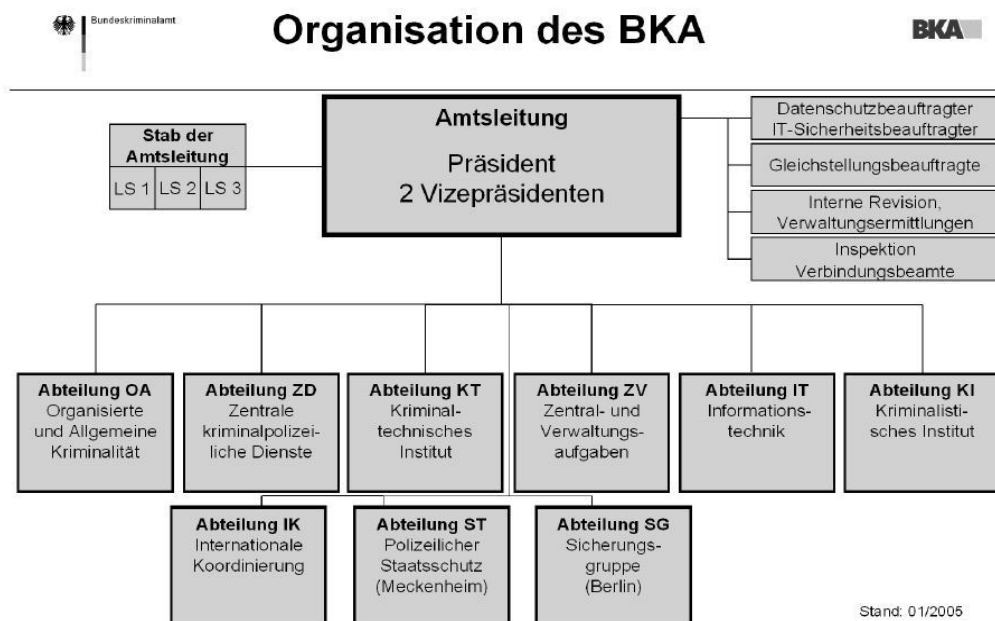 Bundeskriminalamt
Organisation des BKA
BKA
Stab der
Amtsleitung
LS 1 LS 2 LS 3
Amtsleitung
Präsident
2 Vizepräsidenten
Datenschutzbeauftragter
IT-Sicherheitsbeauftragter
Gleichstellungsbeauftragte
Interne Revision,
Verwaltungsermittlungen
Inspektion
Verbindungsbeamte
Abteilung OA
Organisierte
und Allgemeine
Kriminalität
Abteilung ZD
Zentrale
kriminalpolizei-
liche Dienste
Abteilung KT
Kriminal-
technisches
Institut
Abteilung ZV
Zentral- und
Verwaltungs-
aufgaben
Abteilung IT
Informations-
technik
Abteilung KI
Kriminalisti-
sches Institut
Abteilung IK
Internationale
Koordinierung
Abteilung ST
Polizeilicher
Staatsschutz
(Meckenheim)
Abteilung SG
Sicherungs-
gruppe
(Berlin)
Stand: 01/2005